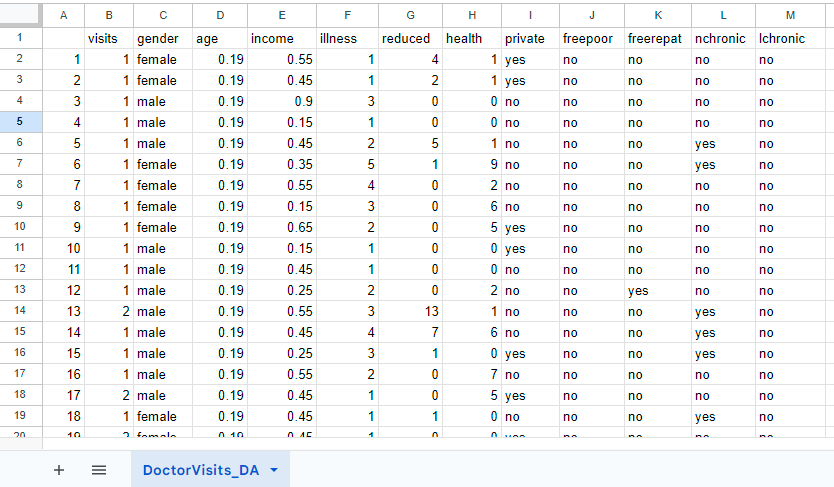 A B C D E F G H I J K L M
1 visits gender age income illness reduced health private freepoor freerepat nchronic lchronic
2 1 1 female 0.19 0.55 1 4 1 yes no no no no
3 2 1 female 0.19 0.45 1 2 1 yes no no no no
4 3 1 male 0.19 0.9 3 0 0 no no no no no
5 4 1 male 0.19 0.15 1 0 0 no no no no no
6 5 1 male 0.19 0.45 2 5 1 no no no yes no
7 6 1 female 0.19 0.35 5 1 9 no no no yes no
8 7 1 female 0.19 0.55 4 0 2 no no no no no
9 8 1 female 0.19 0.15 3 0 6 no no no no no
10 9 1 female 0.19 0.65 2 0 5 yes no no no no
11 10 1 male 0.19 0.15 1 0 0 yes no no no no
12 11 1 male 0.19 0.45 1 0 0 no no no no no
13 12 1 male 0.19 0.25 2 0 2 no no yes no no
14 13 2 male 0.19 0.55 3 13 1 no no no yes no
15 14 1 male 0.19 0.45 4 7 6 no no no yes no
16 15 1 male 0.19 0.25 3 1 0 yes no no yes no
17 16 1 male 0.19 0.55 2 0 7 no no no no no
18 17 2 male 0.19 0.45 1 0 5 yes no no no no
19 18 1 female 0.19 0.45 1 1 0 no no no yes no
20 19 2 female 0.19 0.45 1 0 0 yes no no no no
DoctorVisits_DA